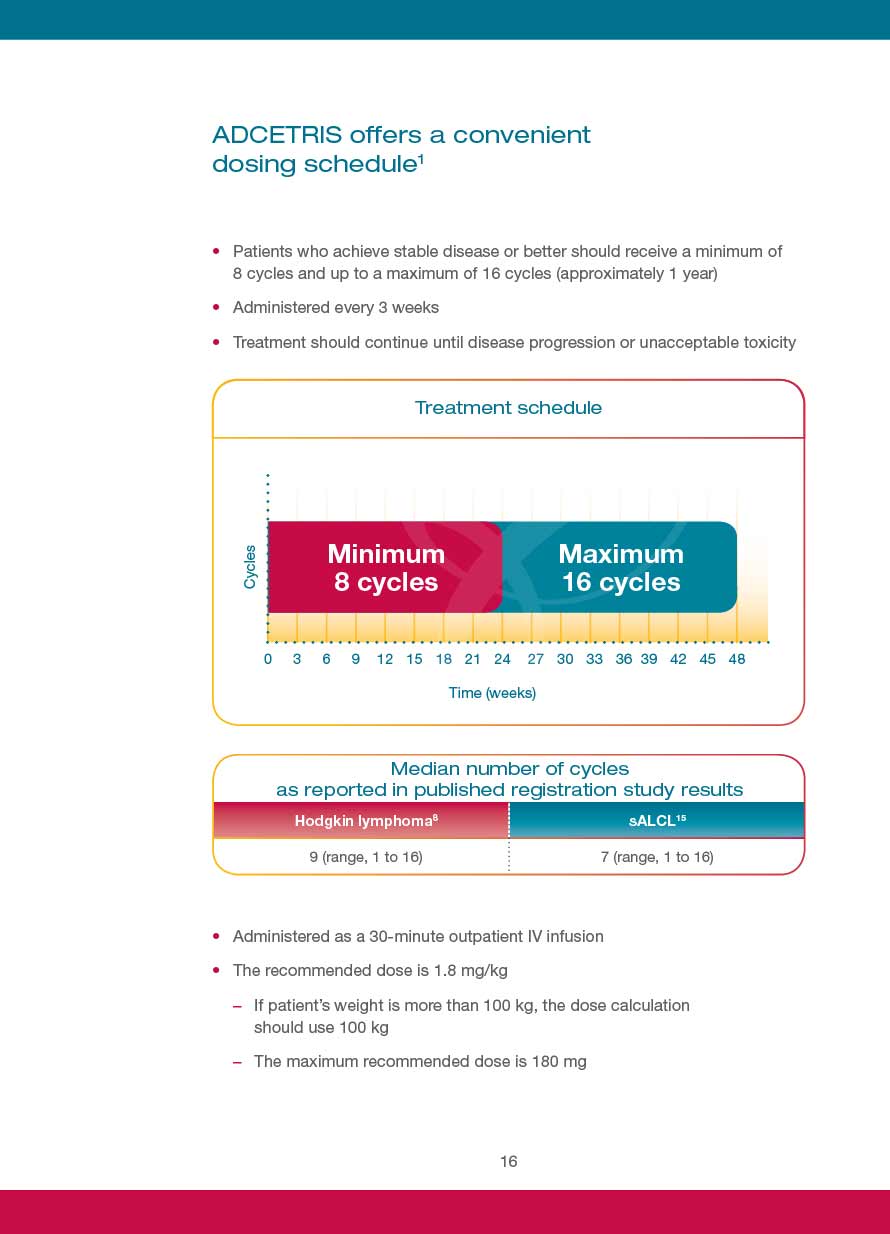 ADCETRIS offers a convenient
dosing schedule¹
• Patients who achieve stable disease or better should receive a minimum of
8 cycles and up to a maximum of 16 cycles (approximately 1 year)
• Administered every 3 weeks
• Treatment should continue until disease progression or unacceptable toxicity
Treatment schedule
Cycles
Minimum
8 cycles
Maximum
16 cycles
0 3 6 9 12 15 18 21 24 27 30 33 36 39 42 45 48
Time (weeks)
Median number of cycles
as reported in published registration study results
Hodgkin lymphoma⁸ sALCL¹⁵
9 (range, 1 to 16) 7 (range, 1 to 16)
• Administered as a 30-minute outpatient IV infusion
• The recommended dose is 1.8 mg/kg
– If patient’s weight is more than 100 kg, the dose calculation
should use 100 kg
– The maximum recommended dose is 180 mg
16